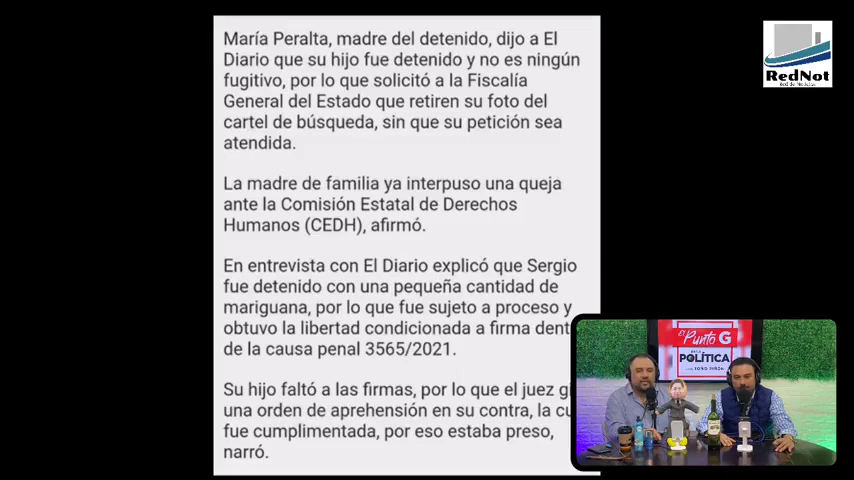 María Peralta, madre del detenido, dijo a El
Diario que su hijo fue detenido y no es ningún
fugitivo, por lo que solicitó a la Fiscalía
General del Estado que retiren su foto del
cartel de búsqueda, sin que su petición sea
atendida.
La madre de familia ya interpuso una queja
ante la Comisión Estatal de Derechos
Humanos (CEDH), afirmó.
En entrevista con El Diario explicó que Sergio
fue detenido con una pequeña cantidad de
mariguana, por lo que fue sujeto a proceso y
obtuvo la libertad condicionada a firma dent
de la causa penal 3565/2021.
Su hijo faltó a las firmas, por lo que el juez gi
una orden de aprehensión en su contra, la cu
fue cumplimentada, por eso estaba preso,
narró.
RedNot
Red de Noticias
El Punto G
POLÍTICA